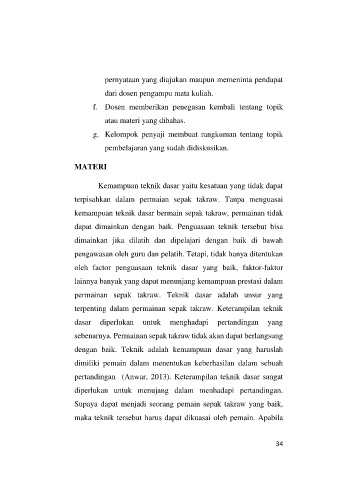 pernyataan yang diajukan maupun memeninta pendapat
dari dosen pengampu mata kuliah.
f. Dosen memberikan penegasan kembali tentang topik
atau materi yang dibahas.
g. Kelompok penyaji membuat rangkuman tentang topik
pembelajaran yang sudah didiskusikan.
MATERI
Kemampuan teknik dasar yaitu kesatuan yang tidak dapat
terpisahkan dalam permaian sepak takraw. Tanpa menguasai
kemampuan teknik dasar bermain sepak takraw, permainan tidak
dapat dimainkan dengan baik. Penguasaan teknik tersebut bisa
dimainkan jika dilatih dan dipelajari dengan baik di bawah
pengawasan oleh guru dan pelatih. Tetapi, tidak hanya ditentukan
oleh factor penguasaan teknik dasar yang baik, faktor-faktor
lainnya banyak yang dapat menunjang kemampuan prestasi dalam
permainan sepak takraw. Teknik dasar adalah unsur yang
terpenting dalam permainan sepak takraw. Keterampilan teknik
dasar diperlukan untuk menghadapi pertandingan yang
sebenarnya. Permainan sepak takraw tidak akan dapat berlangsung
dengan baik. Teknik adalah kemampuan dasar yang haruslah
dimiliki pemain dalam menentukan keberhasilan dalam sebuah
pertandingan (Anwar, 2013). Keterampilan teknik dasar sangat
diperlukan untuk menujang dalam menhadapi pertandingan.
Supaya dapat menjadi seorang pemain sepak takraw yang baik,
maka teknik tersebut harus dapat dikuasai oleh pemain. Apabila
34